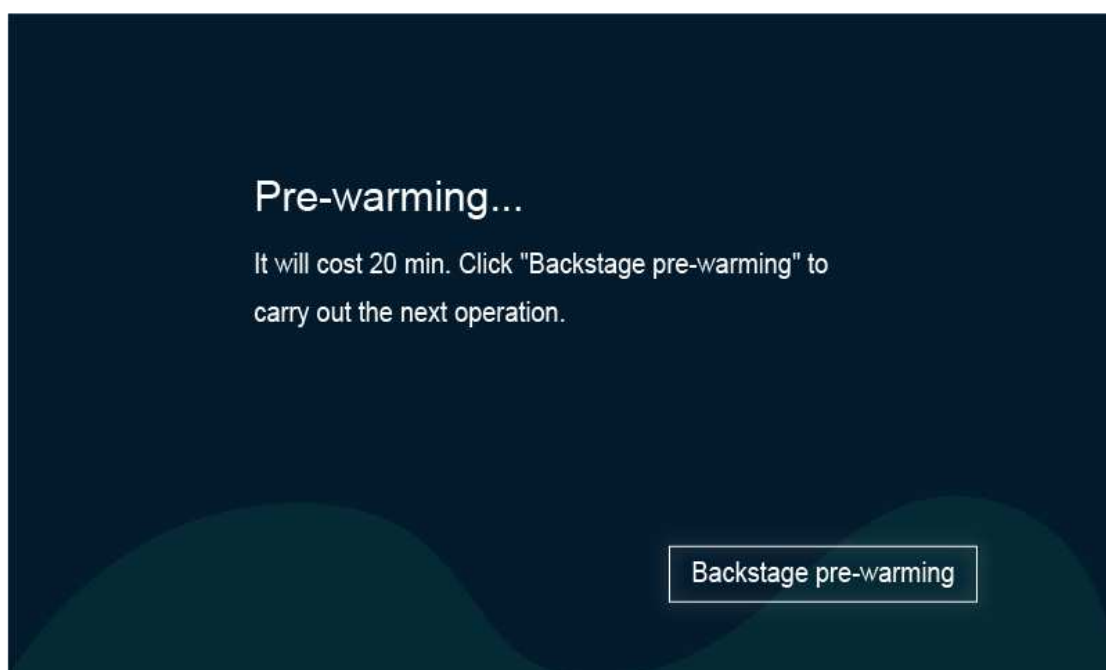 Pre-warming...
It will cost 20 min. Click "Backstage pre-warming" to
carry out the next operation.
Backstage pre-warming